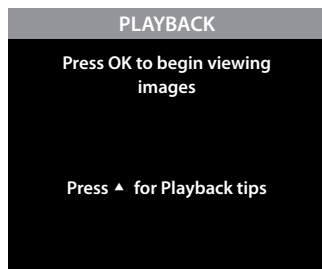 PLAYBACK
Press OK to begin viewing
images
Press ▲ for Playback tips